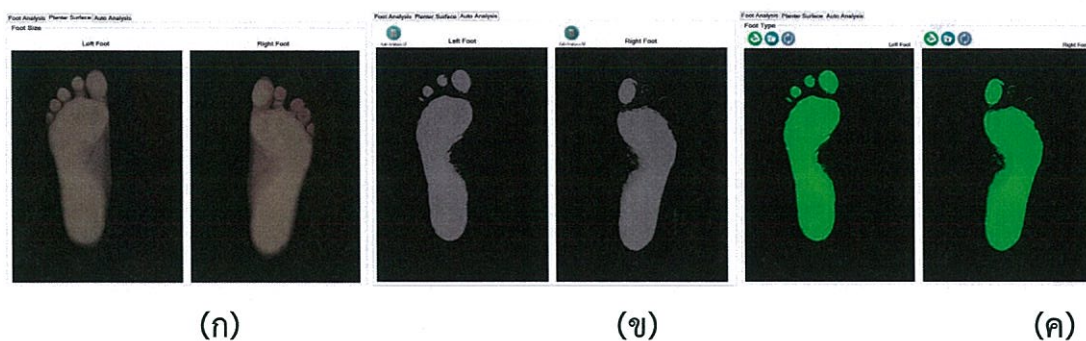 Foot Analysis Planter Surface Auto Analysis
Foot Size
Left Foot
Right Foot
(ก)
Foot Analysis Planter Surface Auto Analysis
Left Foot
Right Foot
(ข)
Foot Analysis Planter Surface Auto Analysis
Foot Type
Left Foot
Right Foot
(ค)